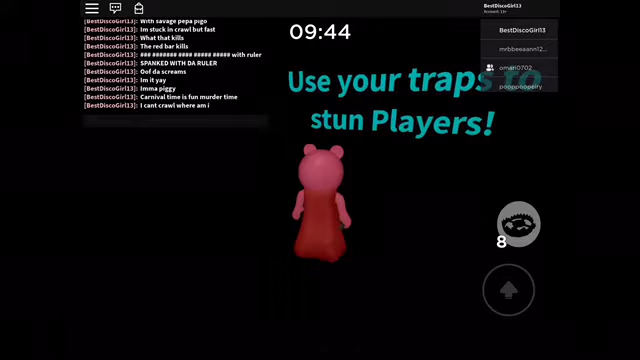 BestDiscoGirl13
[BestDiscoGirl13]: With savage pepa pigo
[BestDiscoGirl13]: Im stuck in crawl but fast
[BestDiscoGirl13]: What that kills
[BestDiscoGirl13]: The red bar kills
[BestDiscoGirl13]: ### ####### #### ##### ##### with ruler
[BestDiscoGirl13]: SPANKED WITH DA RULER
[BestDiscoGirl13]: Oof da screams
[BestDiscoGirl13]: Im it yay
[BestDiscoGirl13]: Imma piggy
[BestDiscoGirl13]: Carnival time is fun murder time
[BestDiscoGirl13]: I cant crawl where am i
09:44
BestDiscoGirl13
mrbbeeaann12...
omari0702
Use your traps to
stun Players!
8